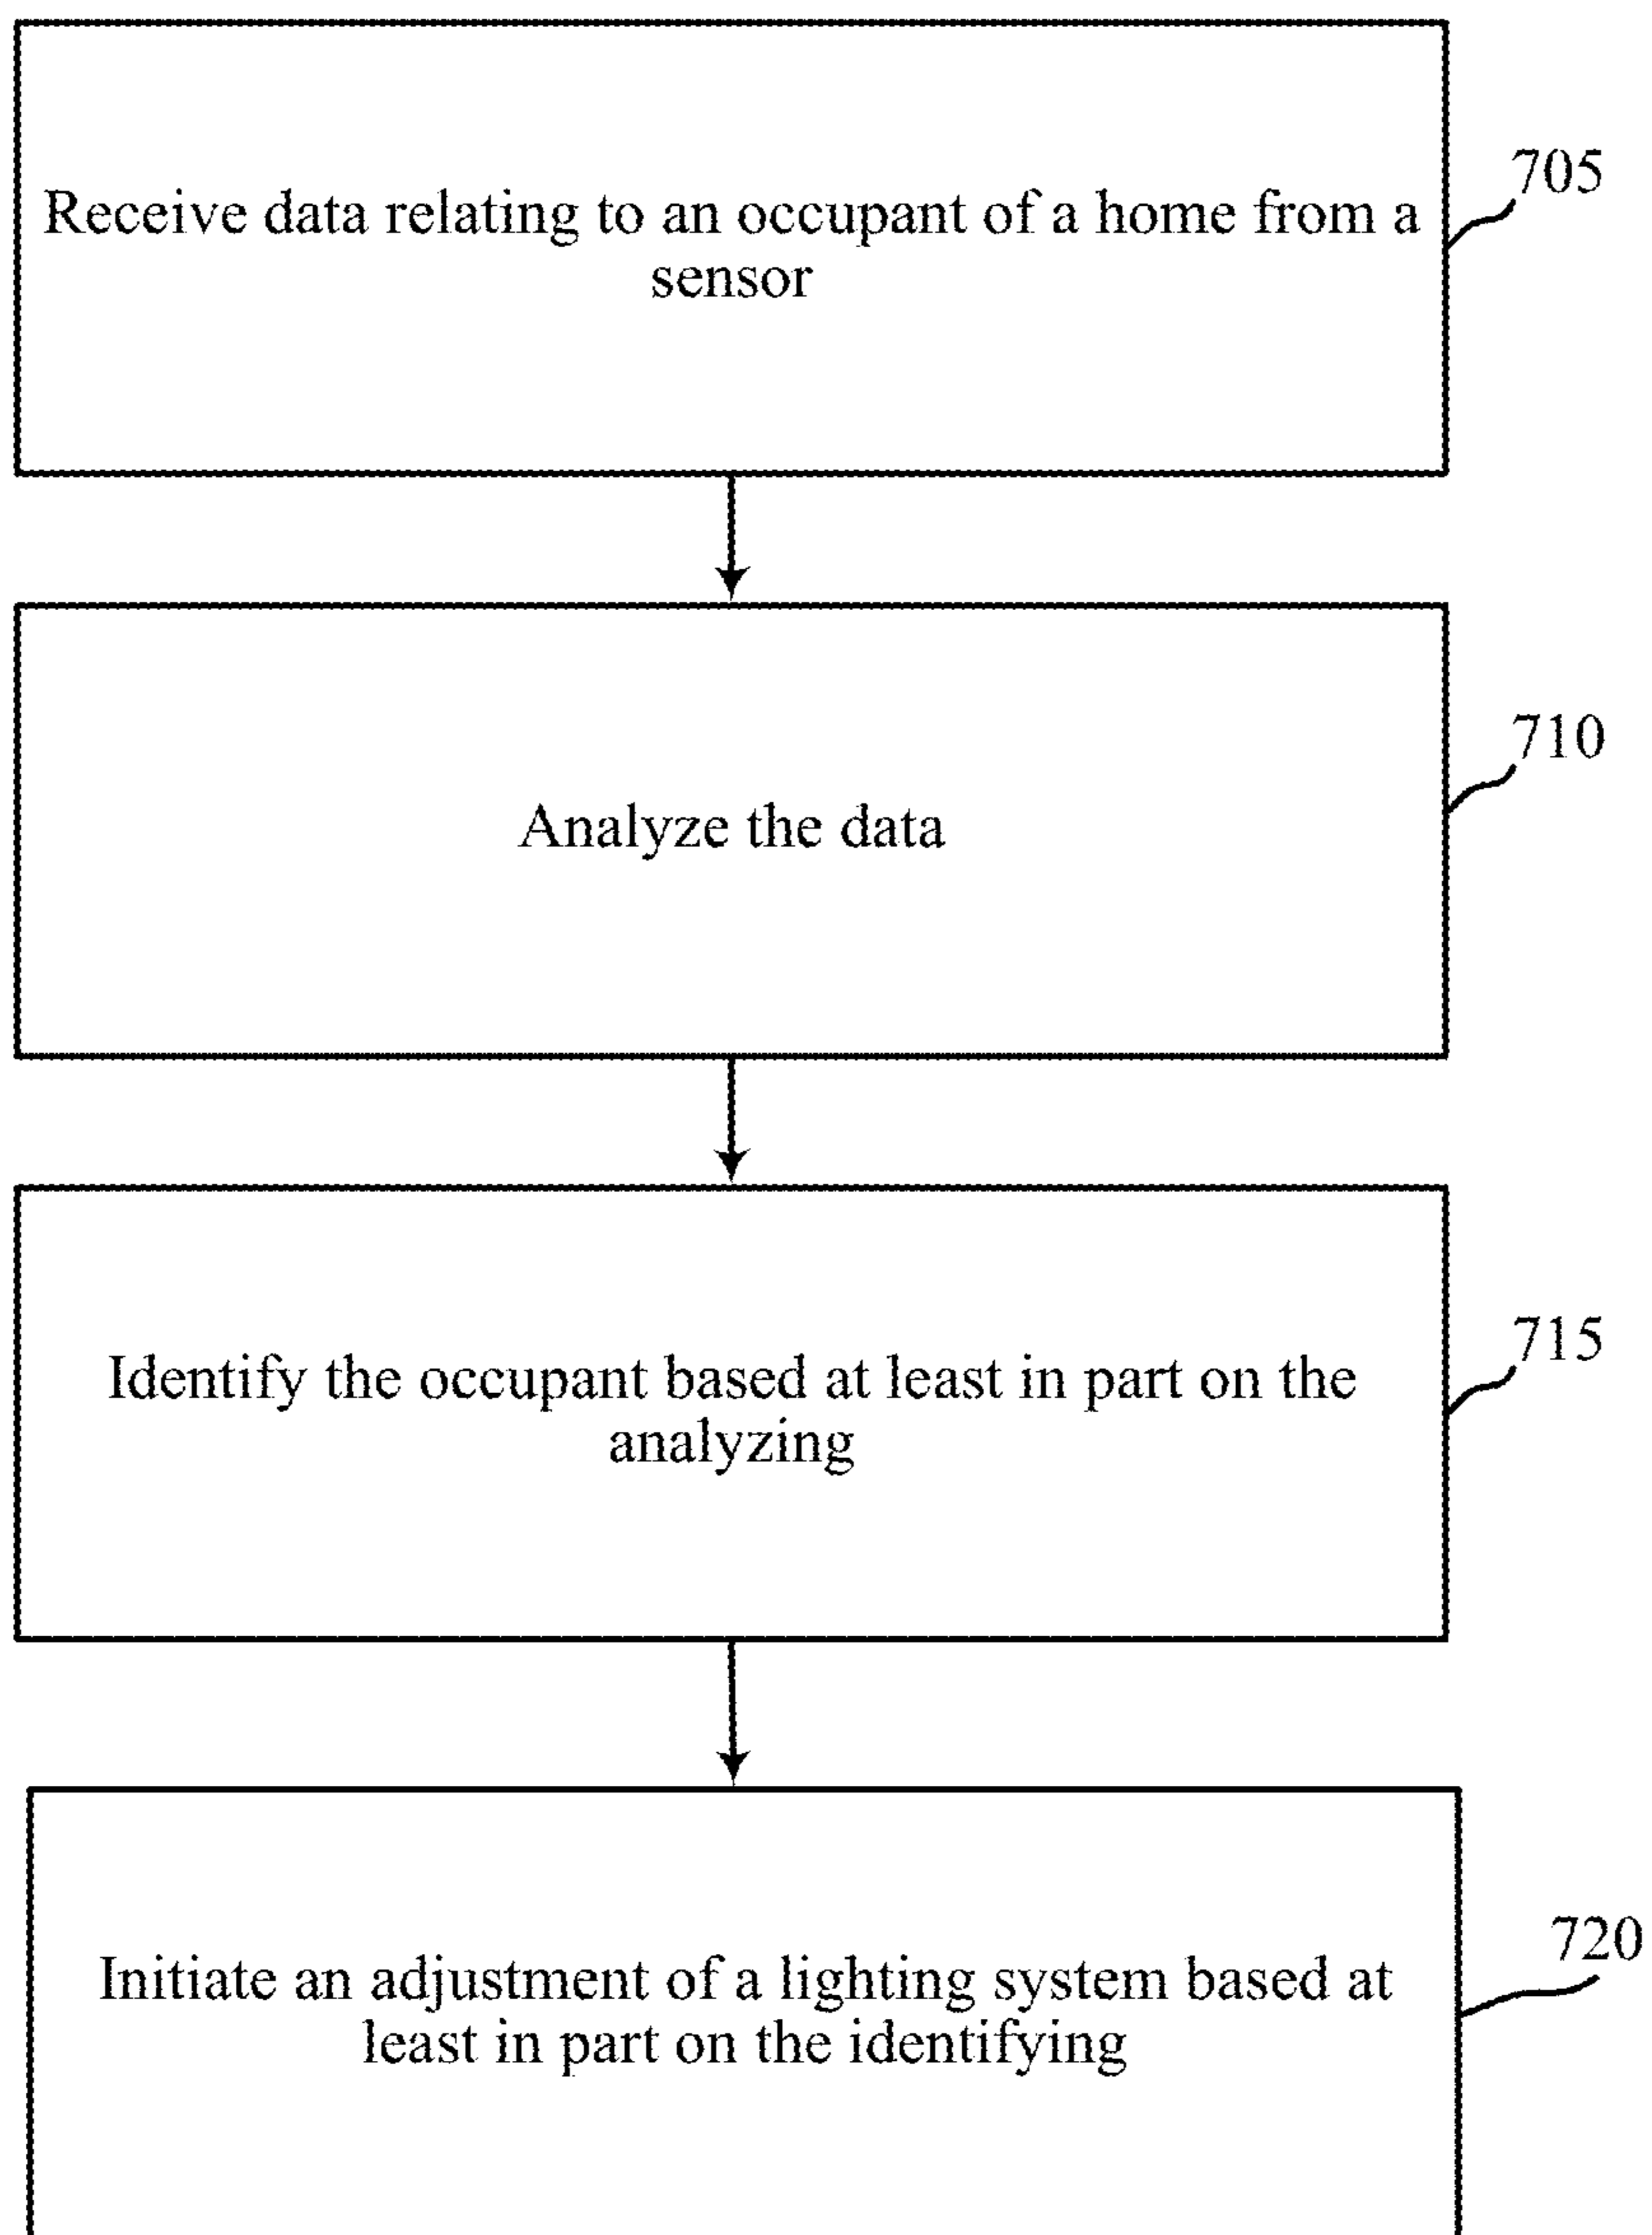 Receive data relating to an occupant of a home from a
sensor
705
Analyze the data
710
Identify the occupant based at least in part on the
analyzing
715
Initiate an adjustment of a lighting system based at
least in part on the identifying
720